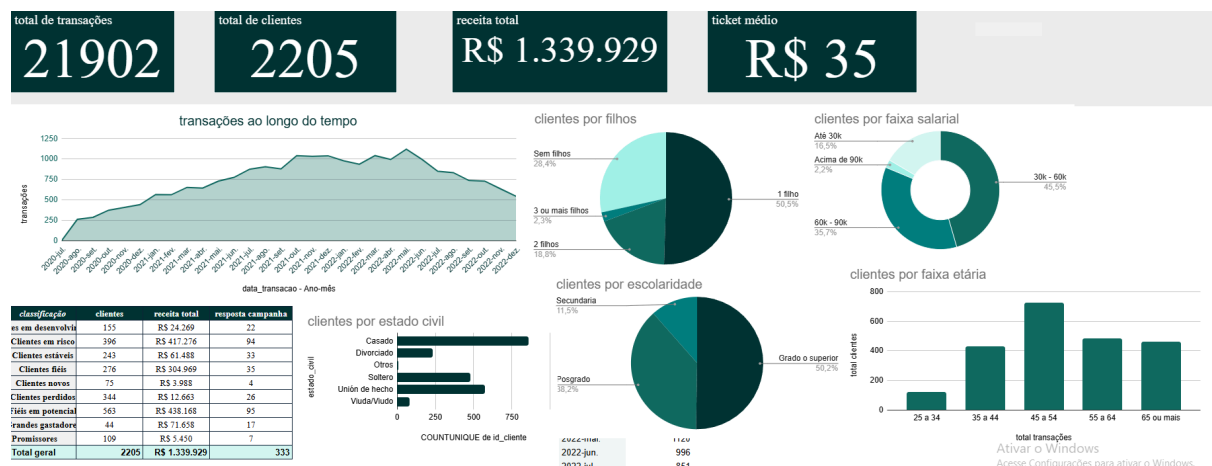 total de transações
21902
total de clientes
2205
receita total
R$ 1.339.929
ticket médio
R$ 35
transações ao longo do tempo
transações
1250
1000
750
500
250
0
2020-jul.
2020-ago.
2020-set.
2020-out.
2020-nov.
2020-dez.
2021-jan.
2021-fev.
2021-mar.
2021-abr.
2021-mai.
2021-jun.
2021-jul.
2021-ago.
2021-set.
2021-out.
2021-nov.
2021-dez.
2022-jan.
2022-fev.
2022-mar.
2022-abr.
2022-mai.
2022-jun.
2022-jul.
2022-ago.
2022-set.
2022-out.
2022-nov.
2022-dez.
data_transacao - Ano-mês
clientes por filhos
Sem filhos
28,4%
3 ou mais filhos
2,3%
2 filhos
18,8%
1 filho
50,5%
clientes por faixa salarial
Até 30k
16,5%
Acima de 90k
2,2%
60k - 90k
35,7%
30k - 60k
45,5%
classificação clientes receita total resposta campanha
es em desenvolvi 155 R$ 24.269 22
Clientes em risco 396 R$ 417.276 94
Clientes estáveis 243 R$ 61.488 33
Clientes fiéis 276 R$ 304.969 35
Clientes novos 75 R$ 3.988 4
Clientes perdidos 344 R$ 12.663 26
Fiéis em potencial 563 R$ 438.168 95
Grandes gastadore 44 R$ 71.658 17
Promissores 109 R$ 5.450 7
Total geral 2205 R$ 1.339.929 333
clientes por estado civil
estado_civil
Casado
Divorciado
Otros
Soltero
Unión de hecho
Viuda/Viudo
0 250 500 750
COUNTUNIQUE de id_cliente
clientes por escolaridade
Secundaria
11,5%
Posgrado
38,2%
Grado o superior
50,2%
2022-mai. 1120
2022-jun. 996
2022-jul. 851
clientes por faixa etária
total clientes
800
600
400
200
0
25 a 34 35 a 44 45 a 54 55 a 64 65 ou mais
total transações
Ativar o Windows
Acesse Configurações para ativar o Windows.